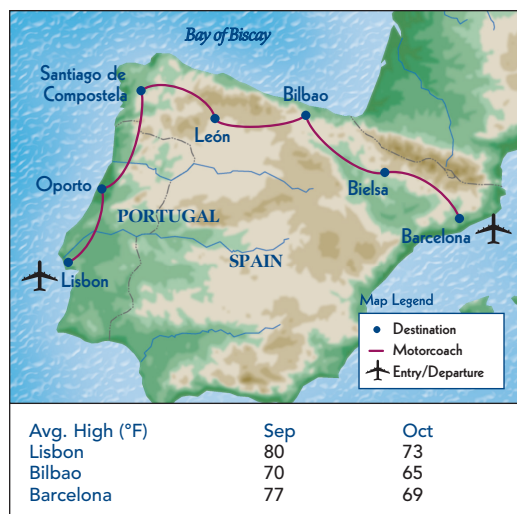 Bay of Biscay
Santiago de
Compostela
Bilbao
León
Oporto
Bielsa
PORTUGAL
Barcelona
SPAIN
Lisbon
Map Legend
Destination
Motorcoach
Entry/Departure
Avg. High (°F) Sep Oct
Lisbon 80 73
Bilbao 70 65
Barcelona 77 69